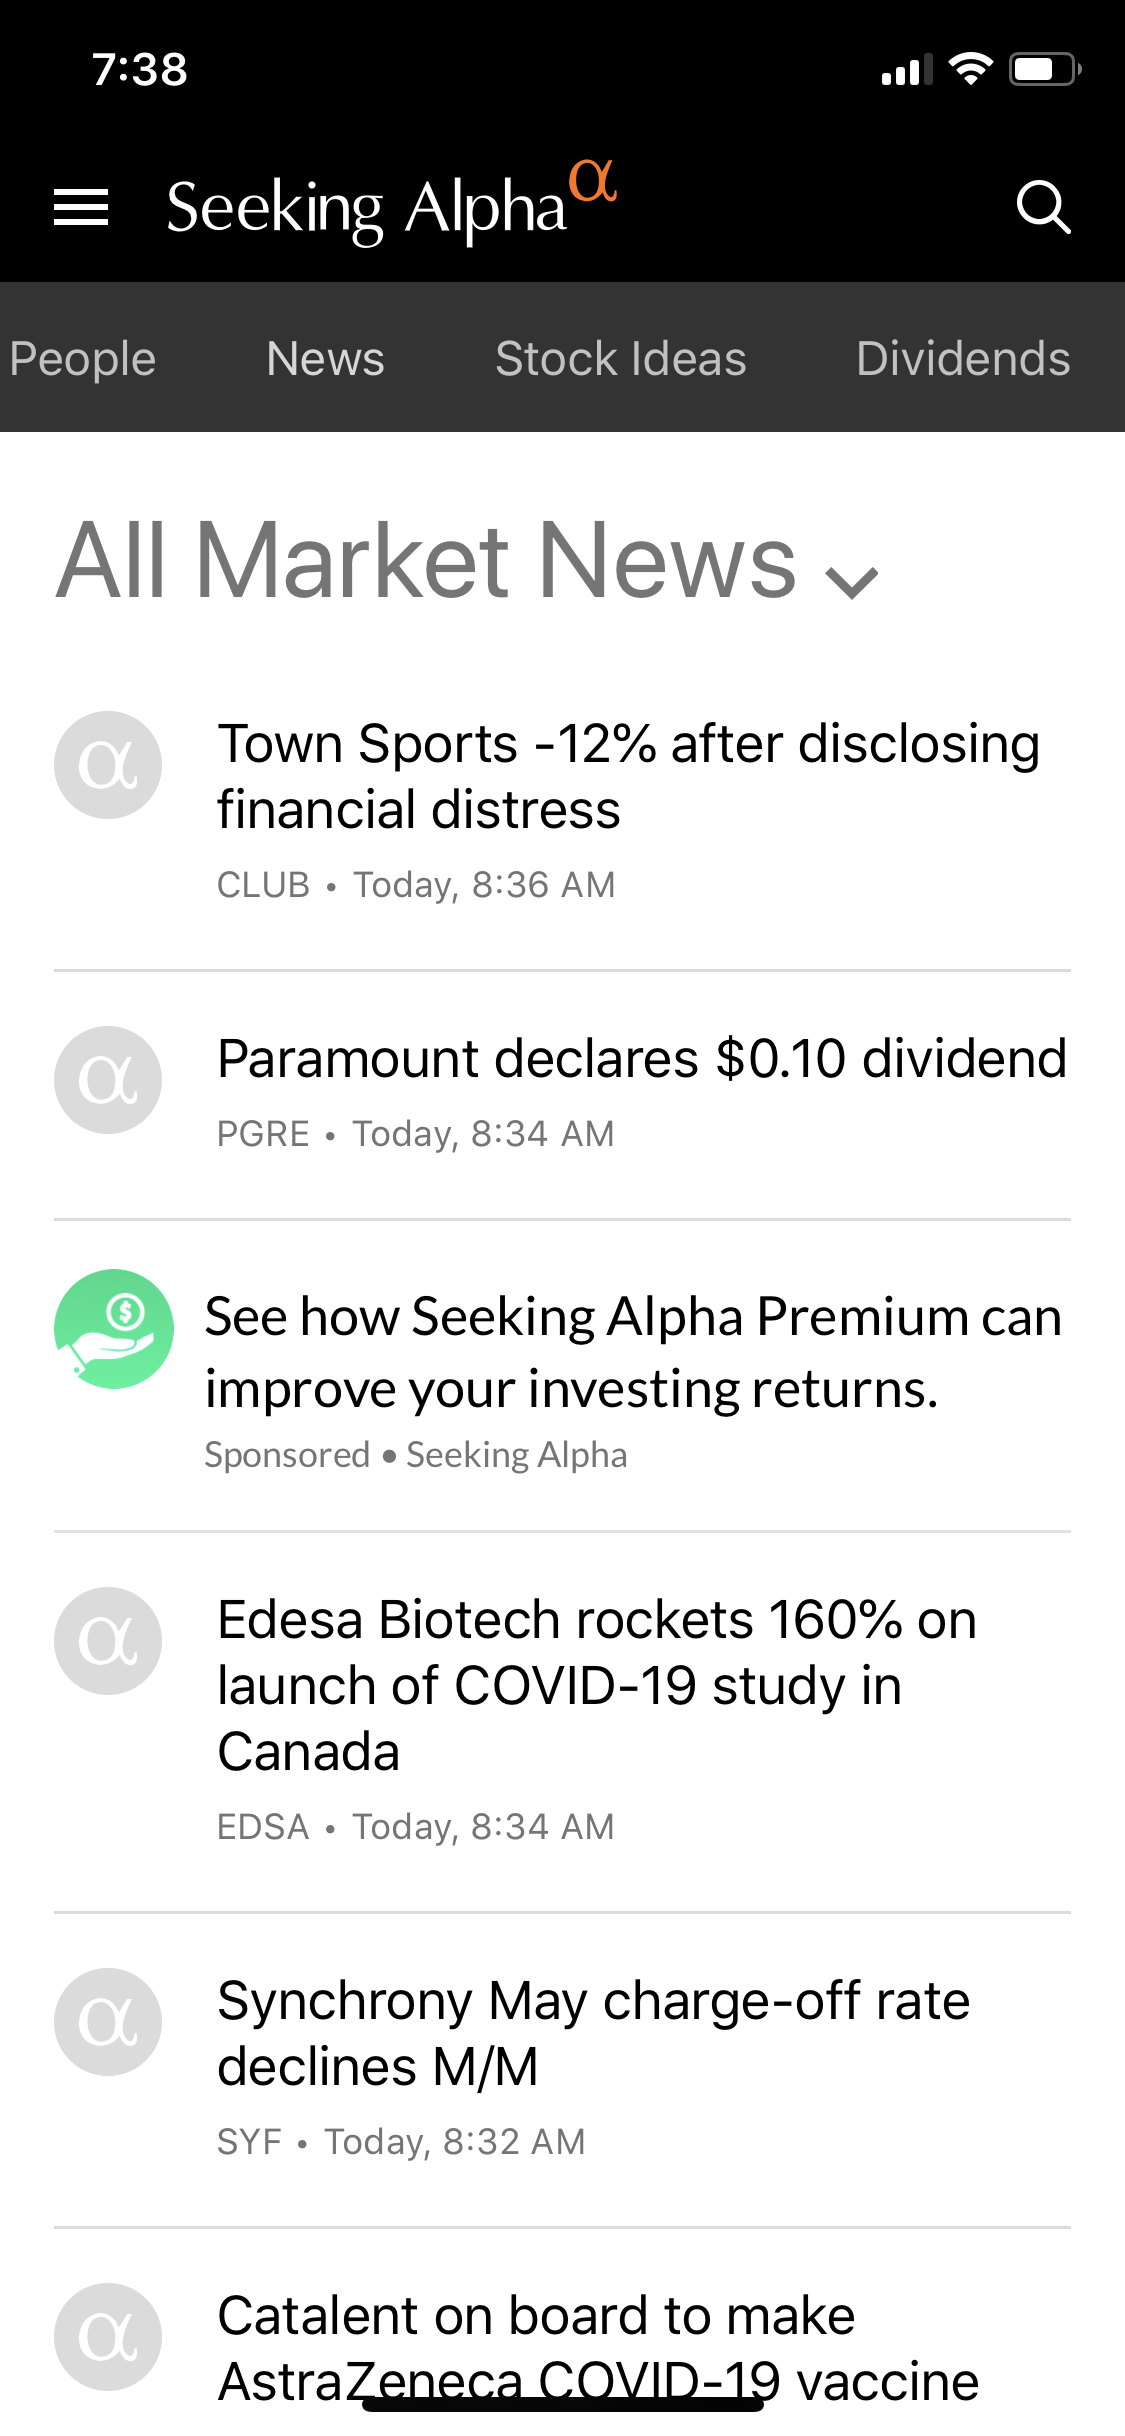 7:38
Seeking Alpha α
People News Stock Ideas Dividends
All Market News
α
Town Sports -12% after disclosing
financial distress
CLUB • Today, 8:36 AM
α
Paramount declares $0.10 dividend
PGRE • Today, 8:34 AM
$
See how Seeking Alpha Premium can
improve your investing returns.
Sponsored • Seeking Alpha
α
Edesa Biotech rockets 160% on
launch of COVID-19 study in
Canada
EDSA • Today, 8:34 AM
α
Synchrony May charge-off rate
declines M/M
SYF • Today, 8:32 AM
α
Catalent on board to make
AstraZeneca COVID-19 vaccine